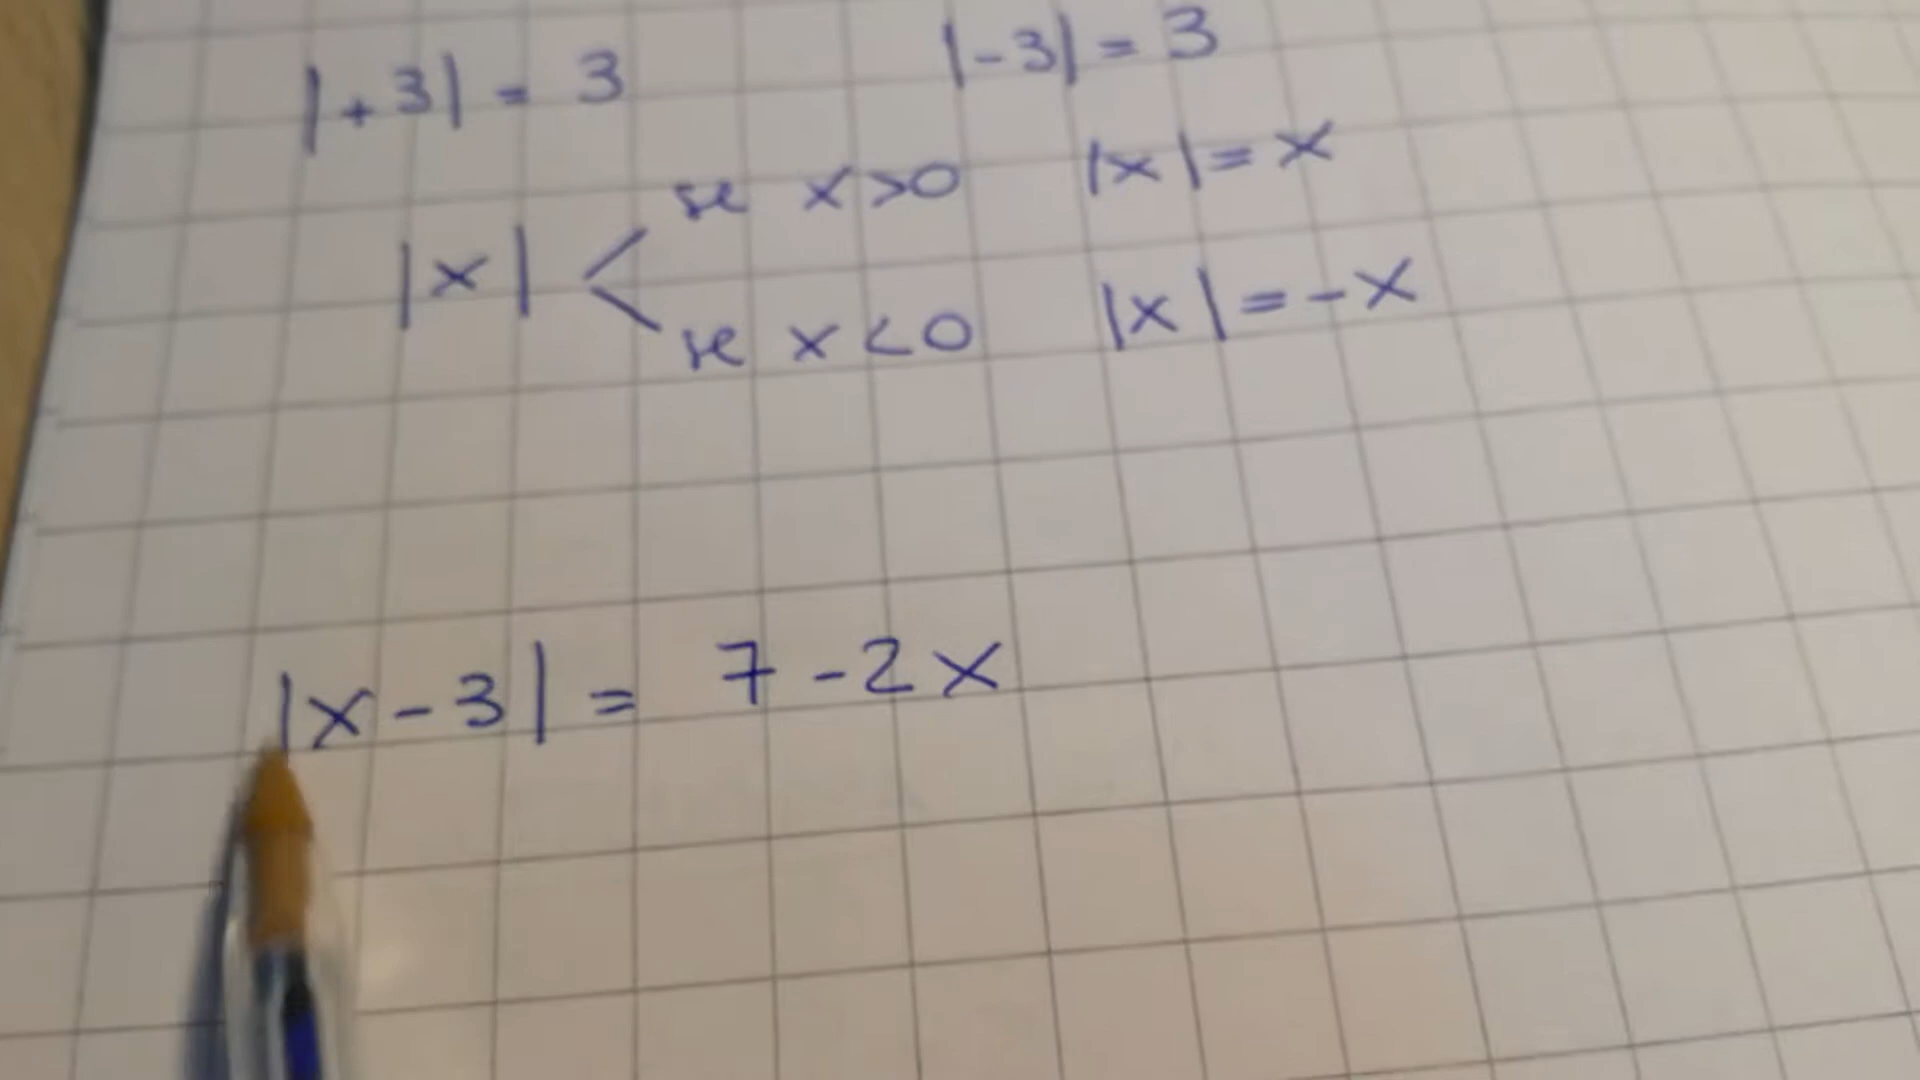 |+3| = 3 |-3| = 3
se x>0 |x| = x
|x| <
se x<0 |x| = -x
|x-3| = 7-2x